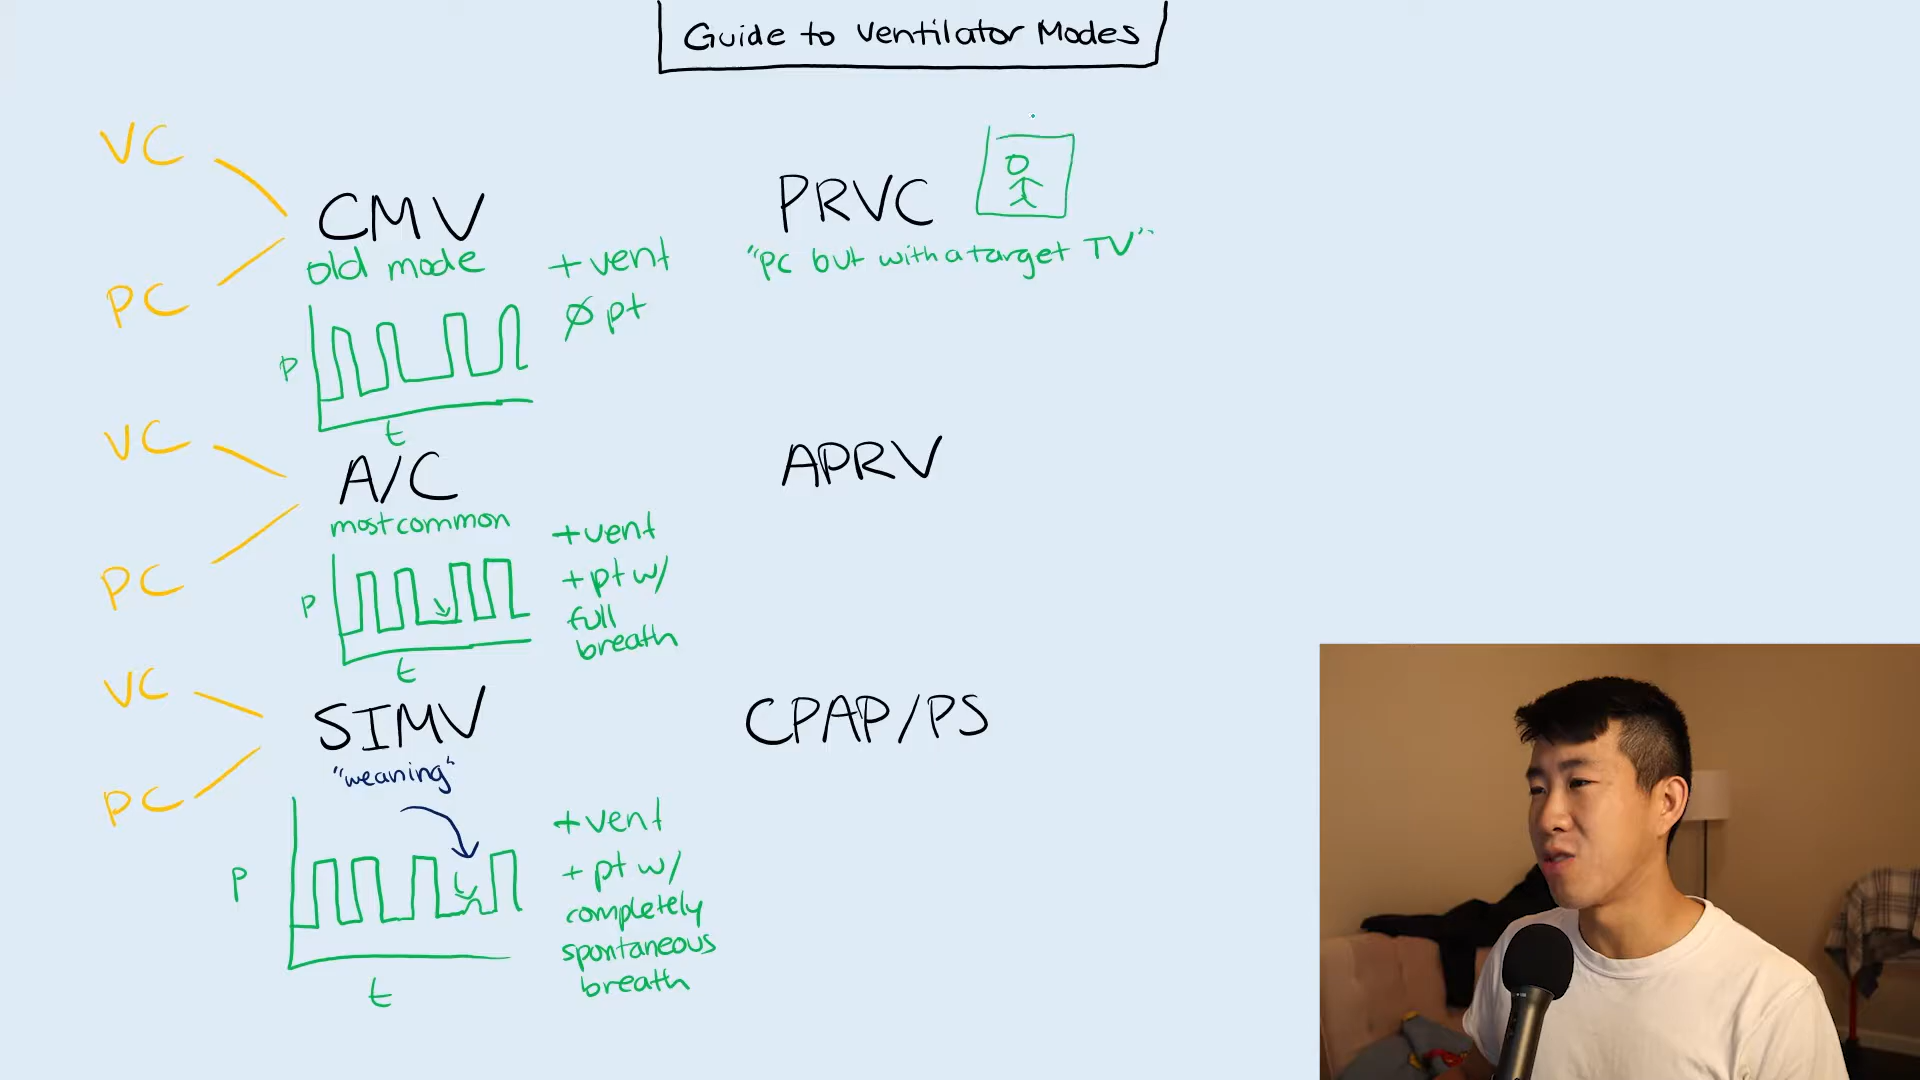 Guide to Ventilator Modes
VC
PC
CMV
old mode
+ vent
Ø pt
P
t
VC
PC
A/C
most common
+ vent
+ pt w/
full
breath
P
t
VC
PC
SIMV
"weaning"
+ vent
+ pt w/
completely
spontaneous
breath
P
t
PRVC
"PC but with a target TV"
APRV
CPAP/PS